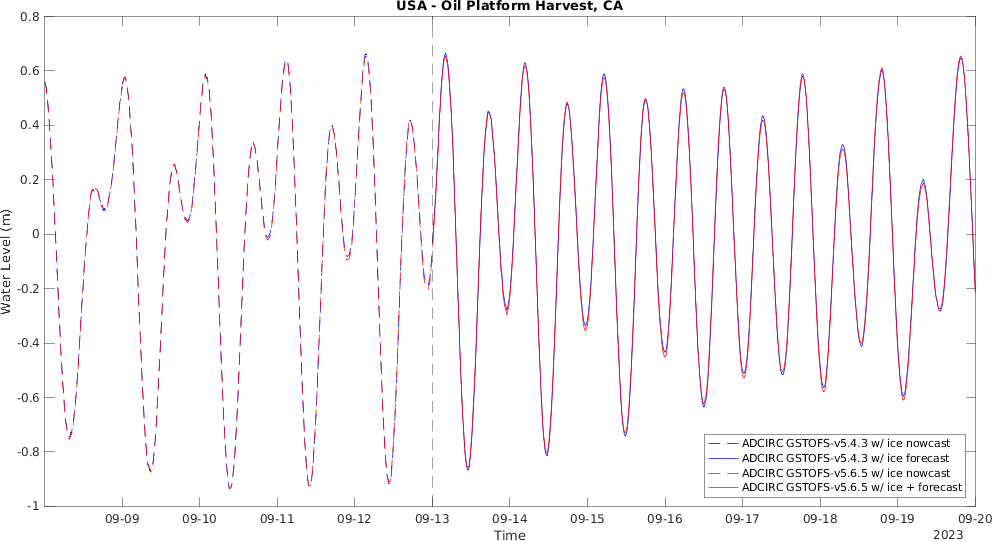 USA - Oil Platform Harvest, CA
0.8
0.6
0.4
0.2
0
-0.2
-0.4
-0.6
-0.8
-1
Water Level (m)
ADCIRC GSTOFS-v5.4.3 w/ ice nowcast
ADCIRC GSTOFS-v5.4.3 w/ ice forecast
ADCIRC GSTOFS-v5.6.5 w/ ice nowcast
ADCIRC GSTOFS-v5.6.5 w/ ice + forecast
09-09 09-10 09-11 09-12 09-13 09-14 09-15 09-16 09-17 09-18 09-19 09-20
Time
2023